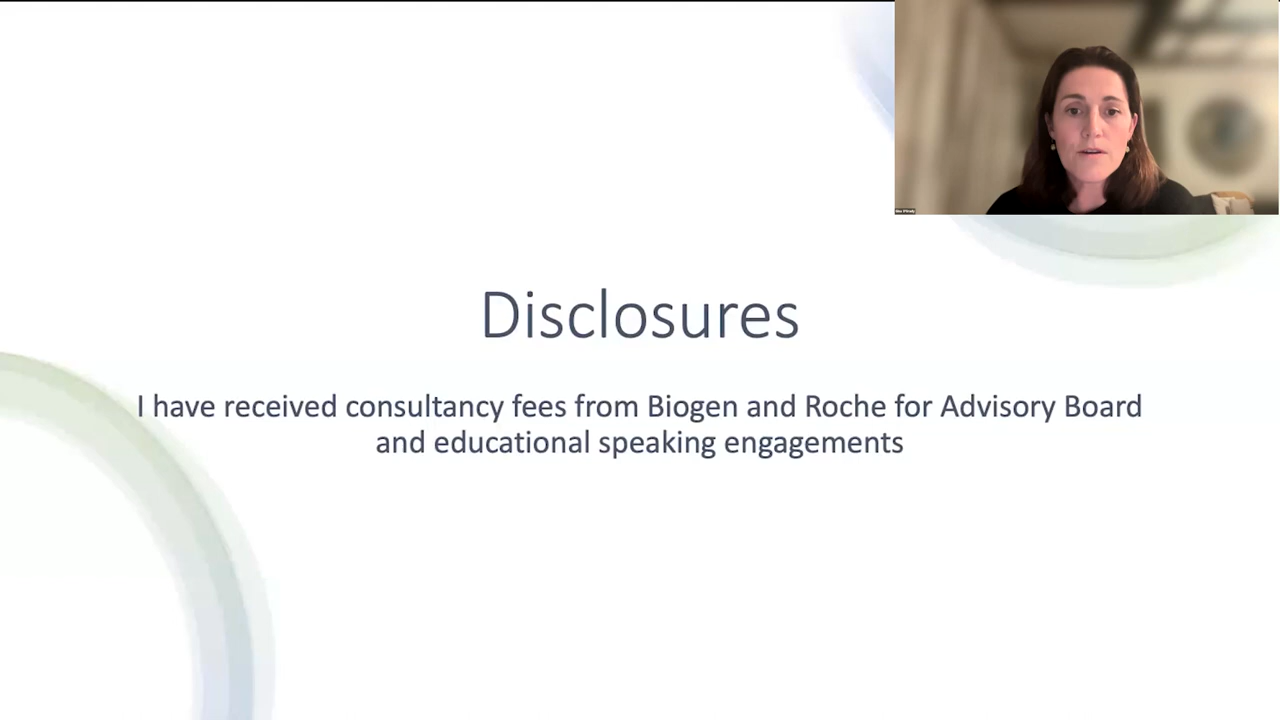 Disclosures
I have received consultancy fees from Biogen and Roche for Advisory Board
and educational speaking engagements